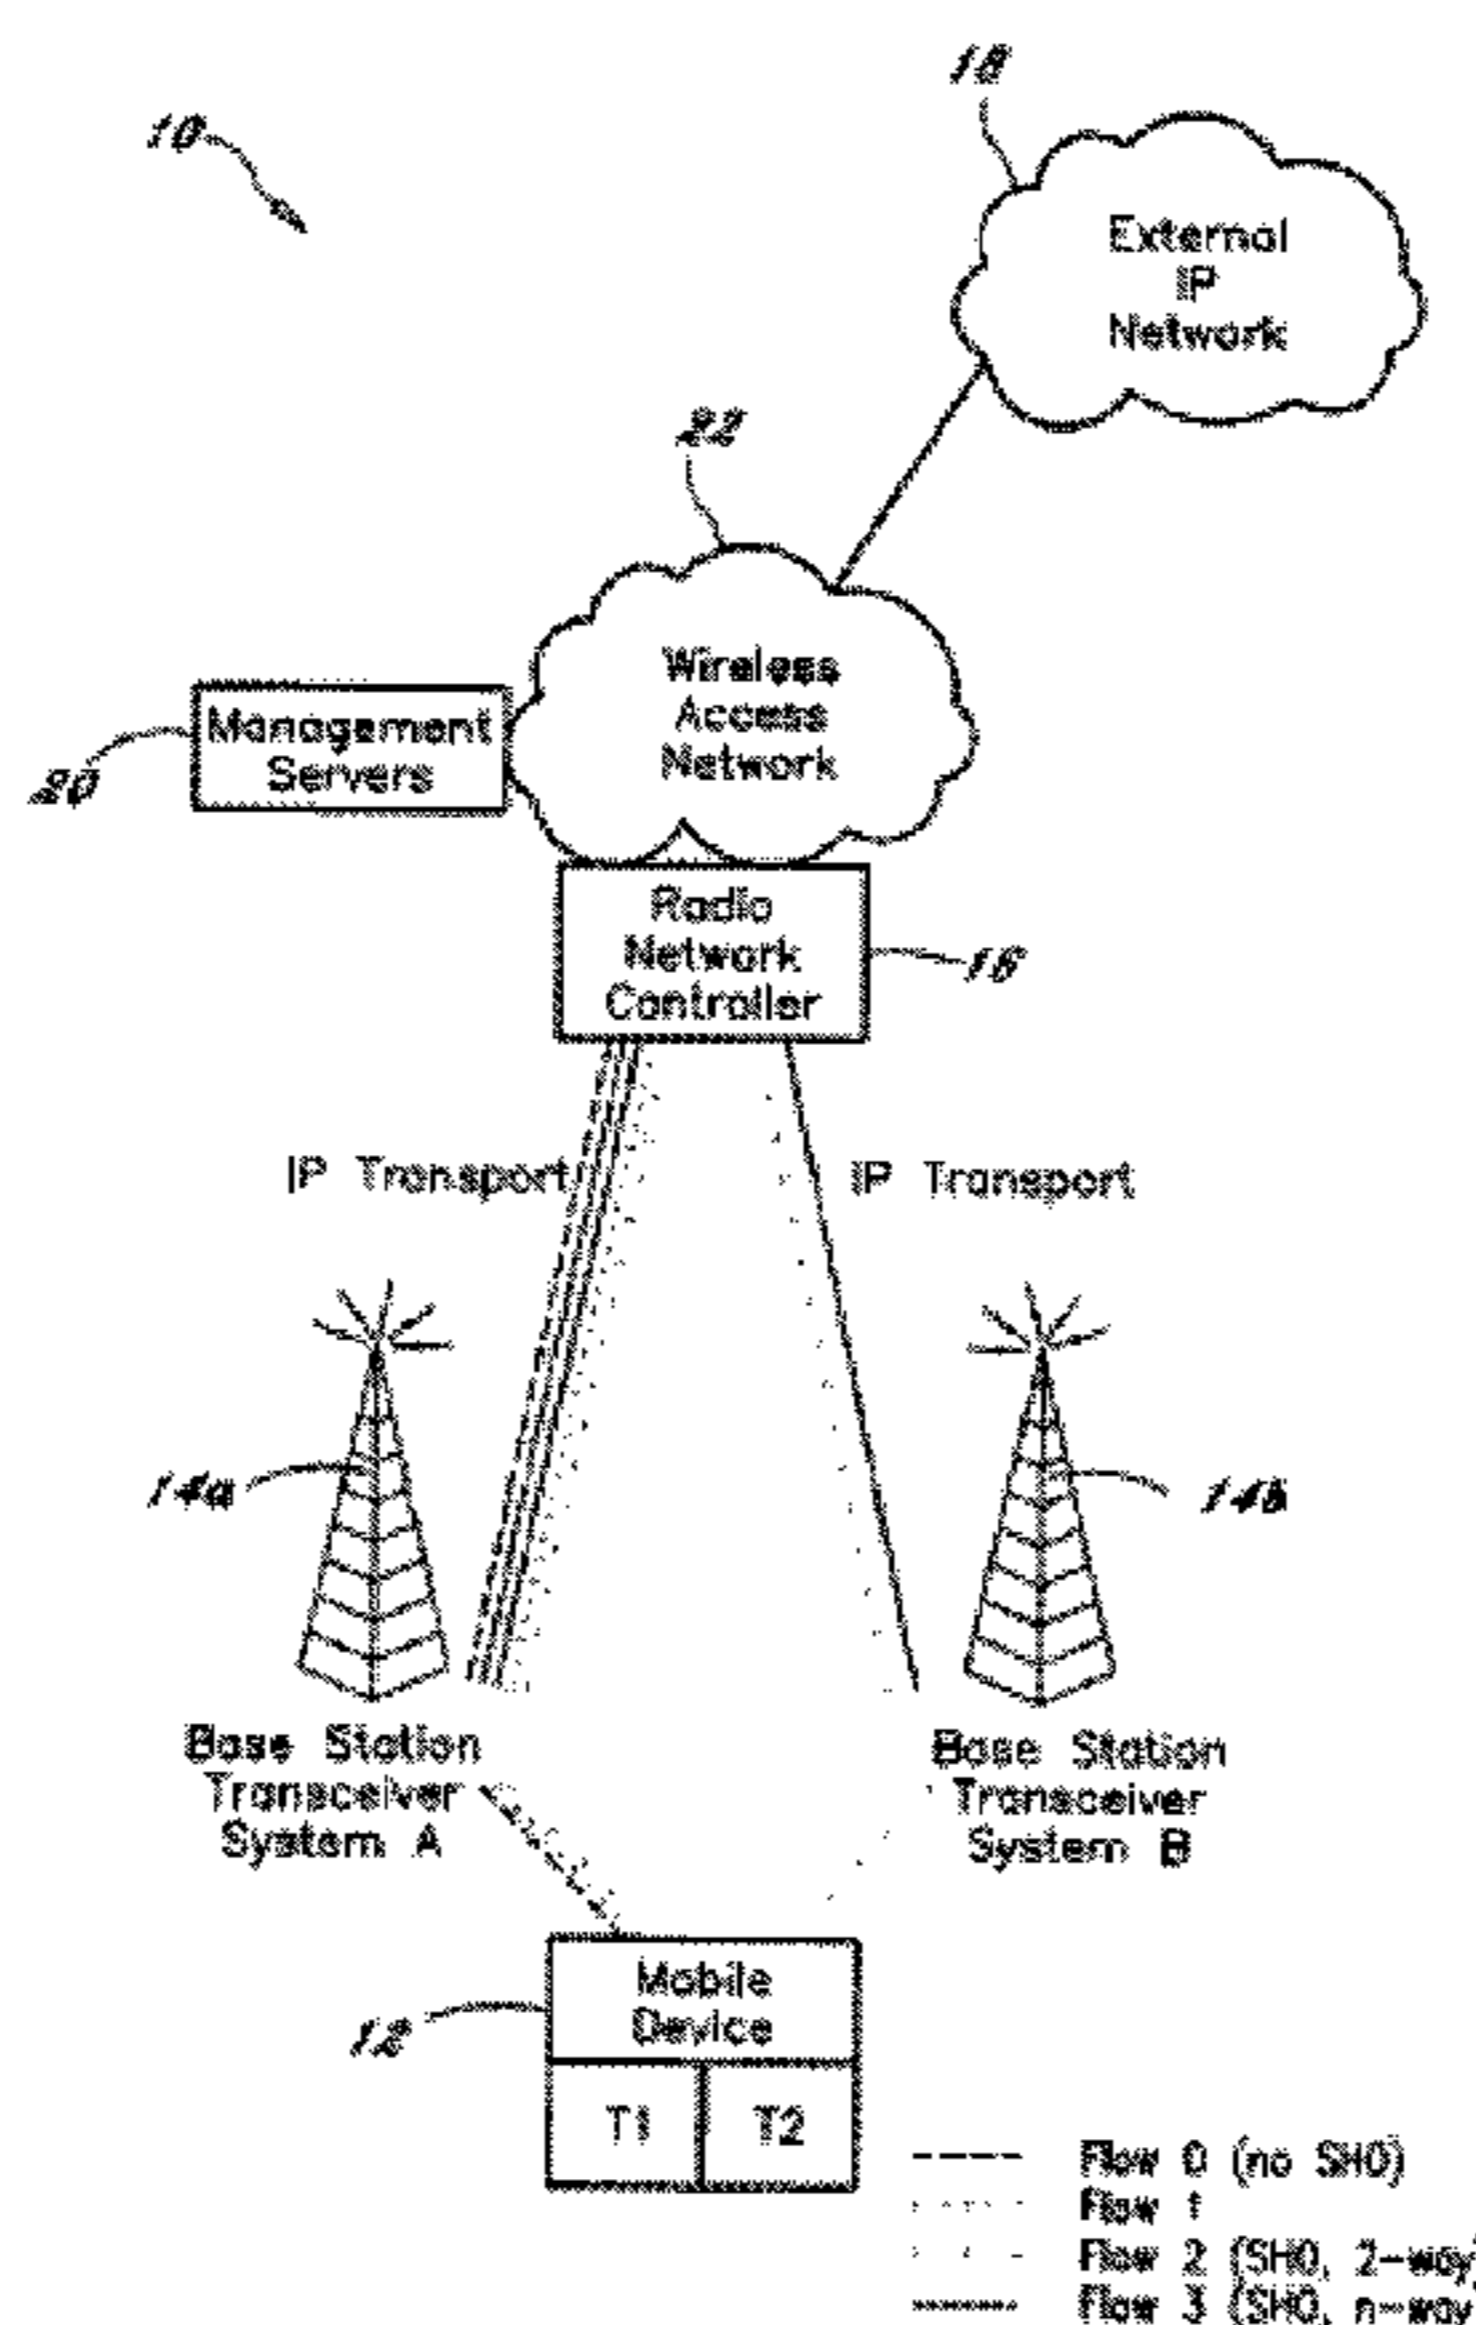 18
10
External
IP
Network
22
Wireless
Access
Network
Management
Servers
20
Radio
Network
Controller
16
IP Transport
IP Transport
14a
14b
Base Station
Transceiver
System A
Base Station
Transceiver
System B
Mobile
Device
12
T1
T2
Flow 0 (no SHO)
Flow 1
Flow 2 (SHO, 2-way)
Flow 3 (SHO, n-way